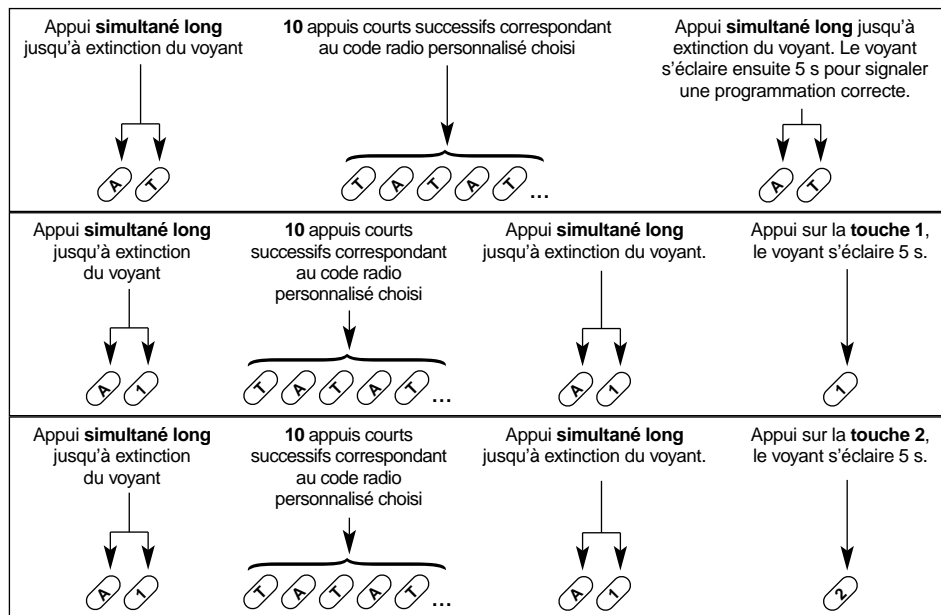 Appui simultané long
jusqu'à extinction du voyant
10 appuis courts successifs correspondant
au code radio personnalisé choisi
Appui simultané long jusqu'à
extinction du voyant. Le voyant
s'éclaire ensuite 5 s pour signaler
une programmation correcte.
A T
T A T A T ...
A T
Appui simultané long
jusqu'à extinction
du voyant
10 appuis courts
successifs correspondant
au code radio
personnalisé choisi
Appui simultané long
jusqu'à extinction du voyant.
Appui sur la touche 1,
le voyant s'éclaire 5 s.
A 1
T A T A T ...
A 1
1
Appui simultané long
jusqu'à extinction
du voyant
10 appuis courts
successifs correspondant
au code radio
personnalisé choisi
Appui simultané long
jusqu'à extinction du voyant.
Appui sur la touche 2,
le voyant s'éclaire 5 s.
A 1
T A T A T ...
A 1
2